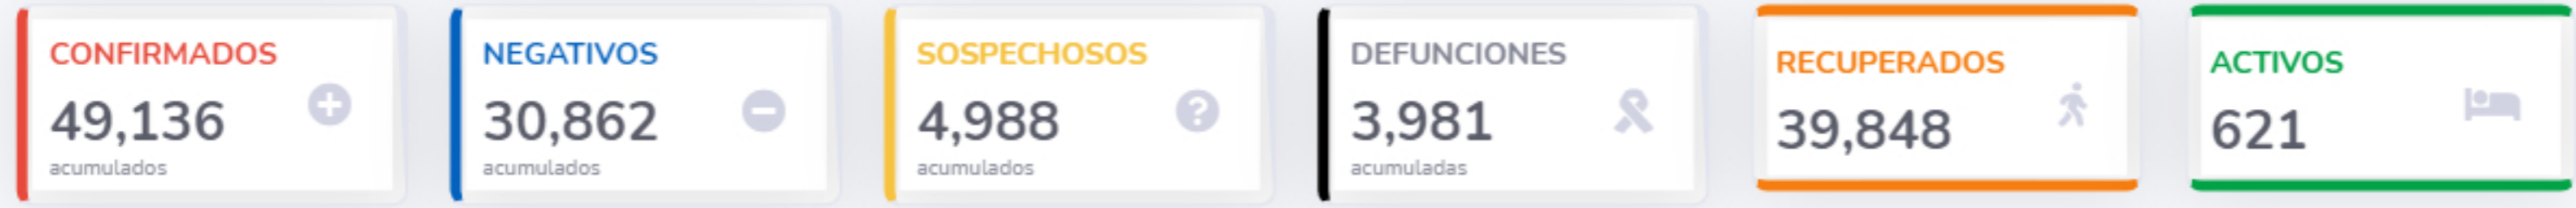 CONFIRMADOS
49,136
acumulados
NEGATIVOS
30,862
acumulados
SOSPECHOSOS
4,988
acumulados
DEFUNCIONES
3,981
acumuladas
RECUPERADOS
39,848
ACTIVOS
621